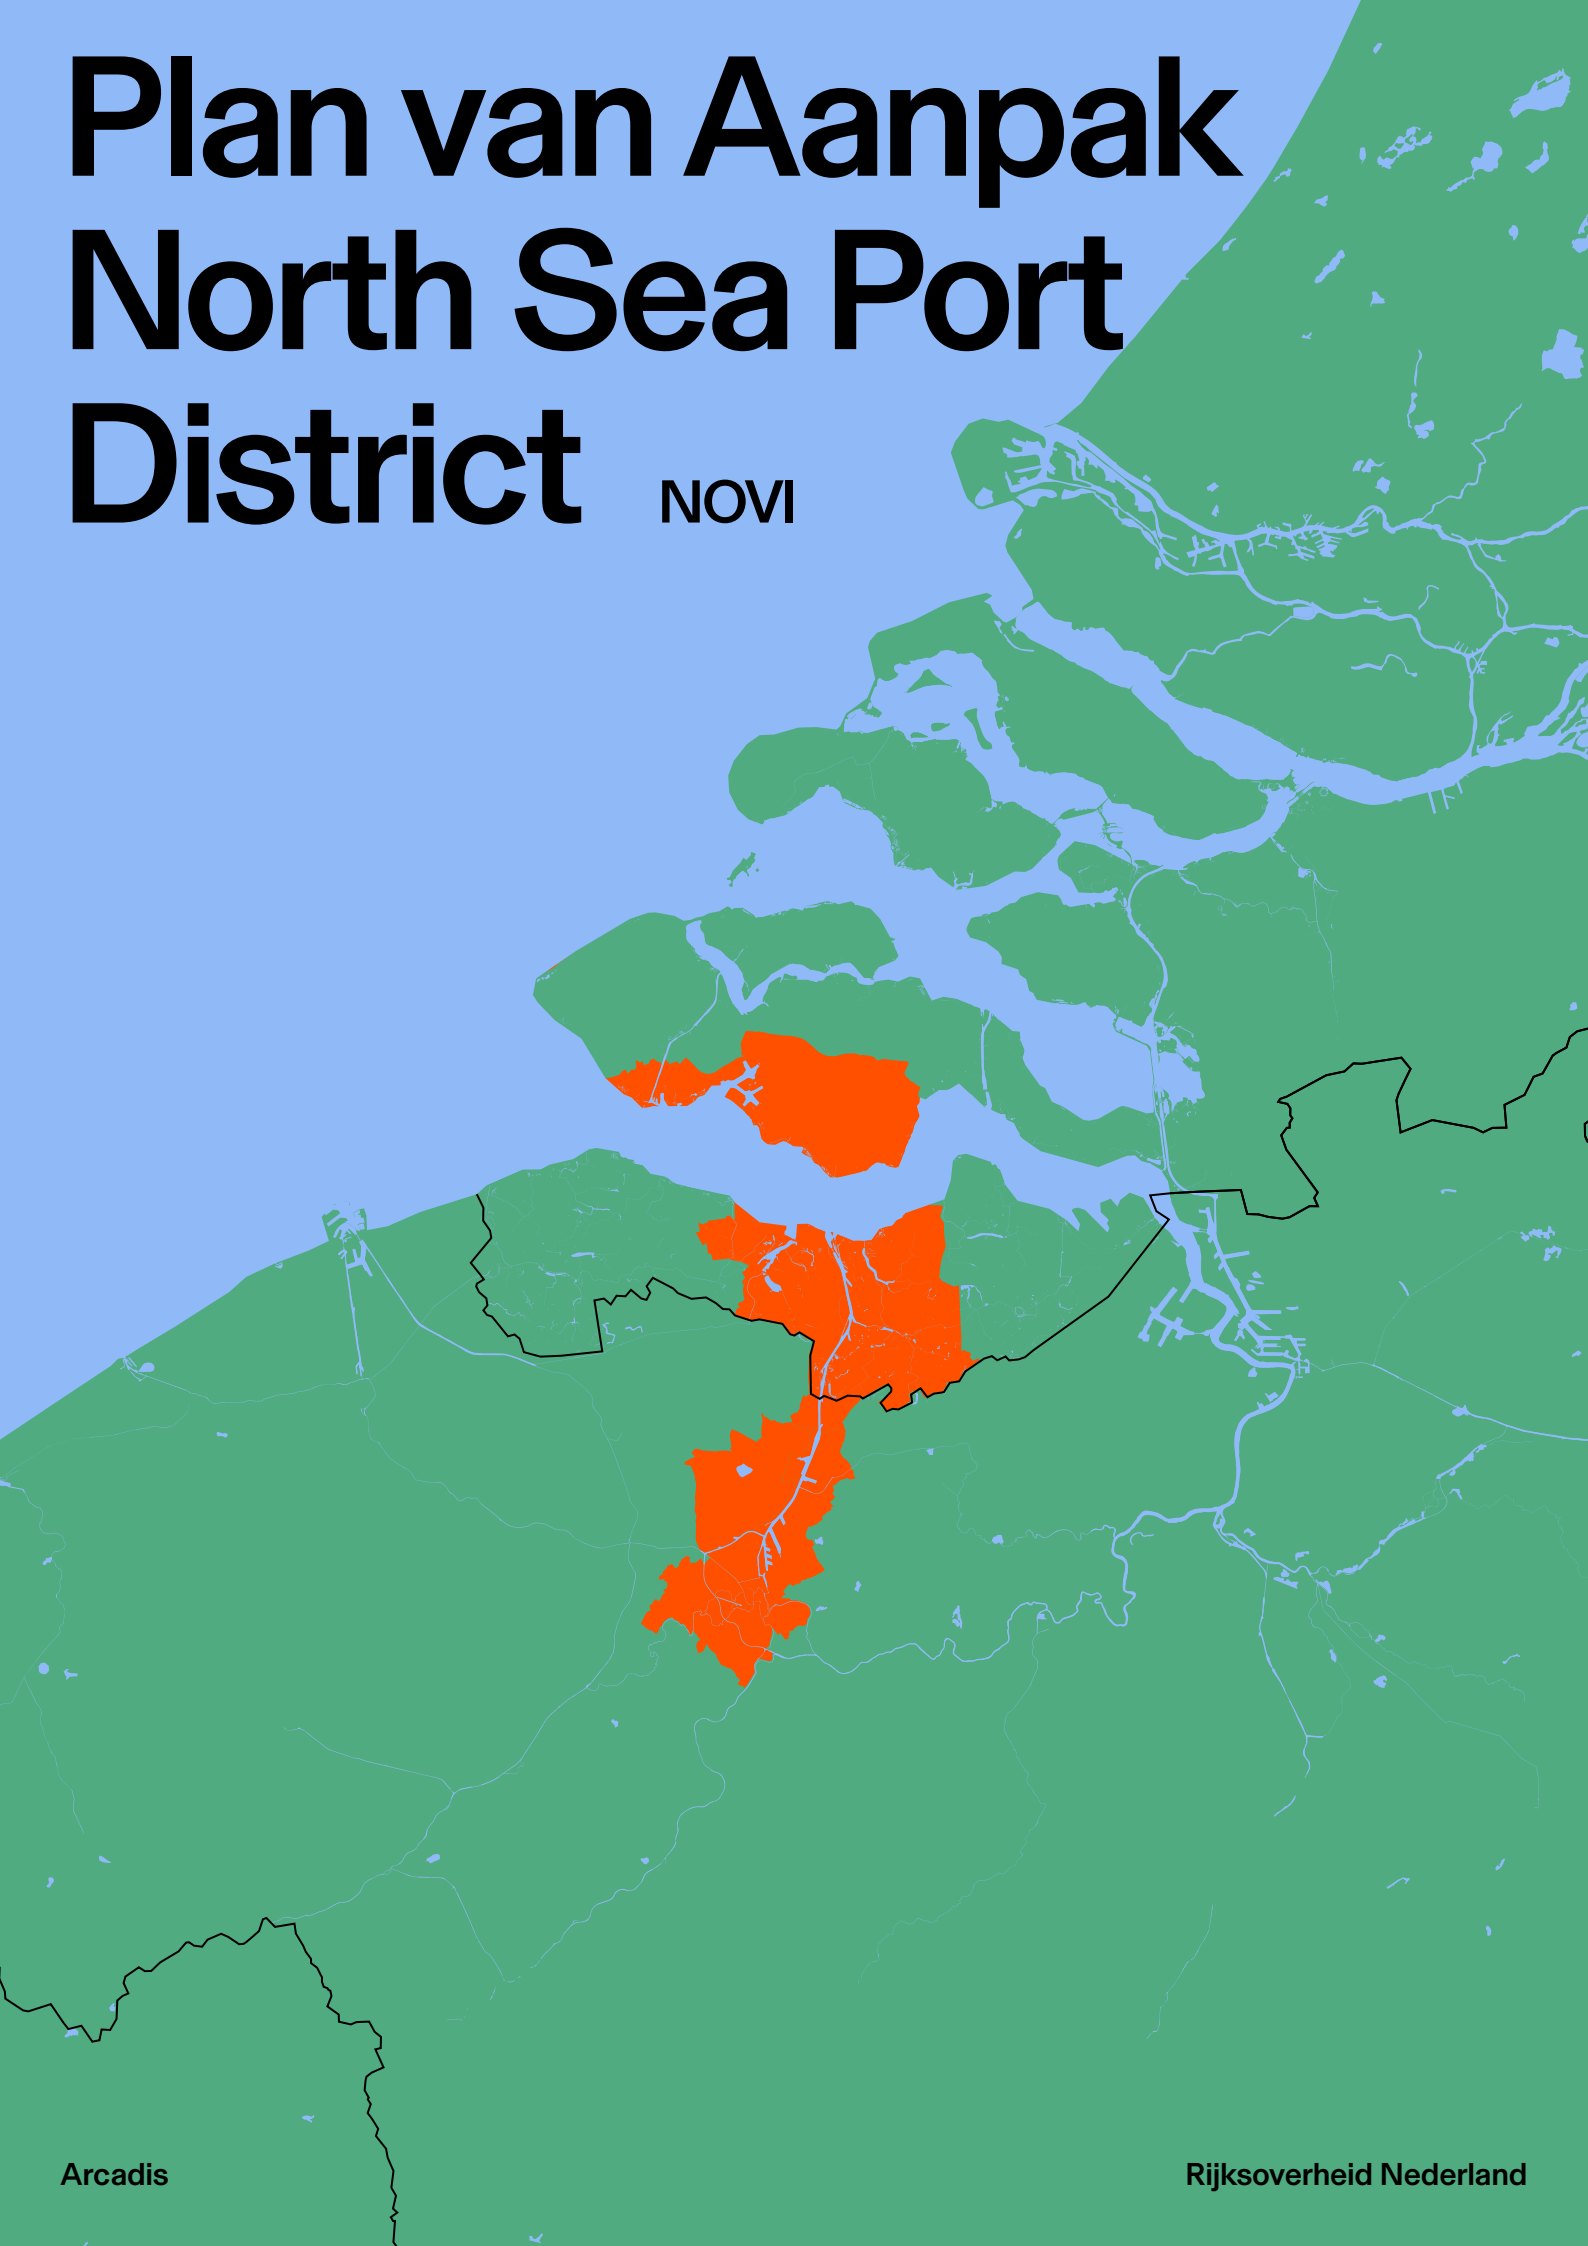 Plan van Aanpak
North Sea Port
District NOVI
Arcadis
Rijksoverheid Nederland